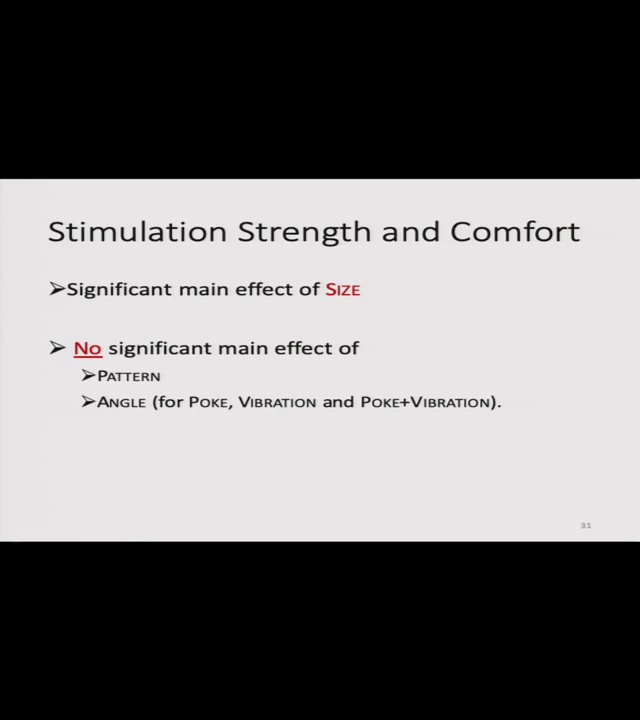 Stimulation Strength and Comfort
➢Significant main effect of SIZE
➢ No significant main effect of
➢PATTERN
➢ANGLE (for POKE, VIBRATION and POKE+VIBRATION).
31